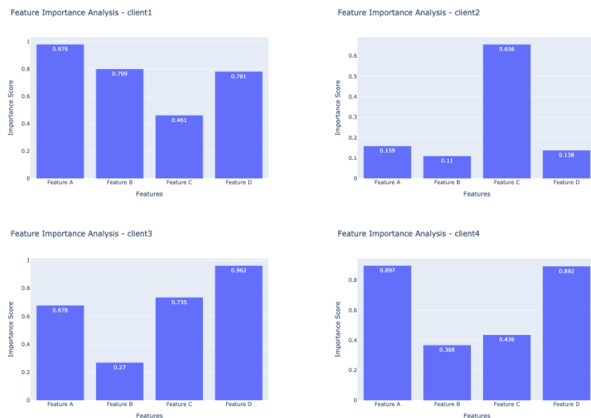 Feature Importance Analysis - client1
Importance Score
1
0.8
0.6
0.4
0.2
0
0.979
0.799
0.461
0.781
Feature A
Feature B
Feature C
Feature D
Features
Feature Importance Analysis - client2
Importance Score
0.6
0.5
0.4
0.3
0.2
0.1
0
0.159
0.11
0.656
0.138
Feature A
Feature B
Feature C
Feature D
Features
Feature Importance Analysis - client3
Importance Score
1
0.8
0.6
0.4
0.2
0
0.678
0.27
0.735
0.962
Feature A
Feature B
Feature C
Feature D
Features
Feature Importance Analysis - client4
Importance Score
0.8
0.6
0.4
0.2
0
0.897
0.368
0.436
0.892
Feature A
Feature B
Feature C
Feature D
Features